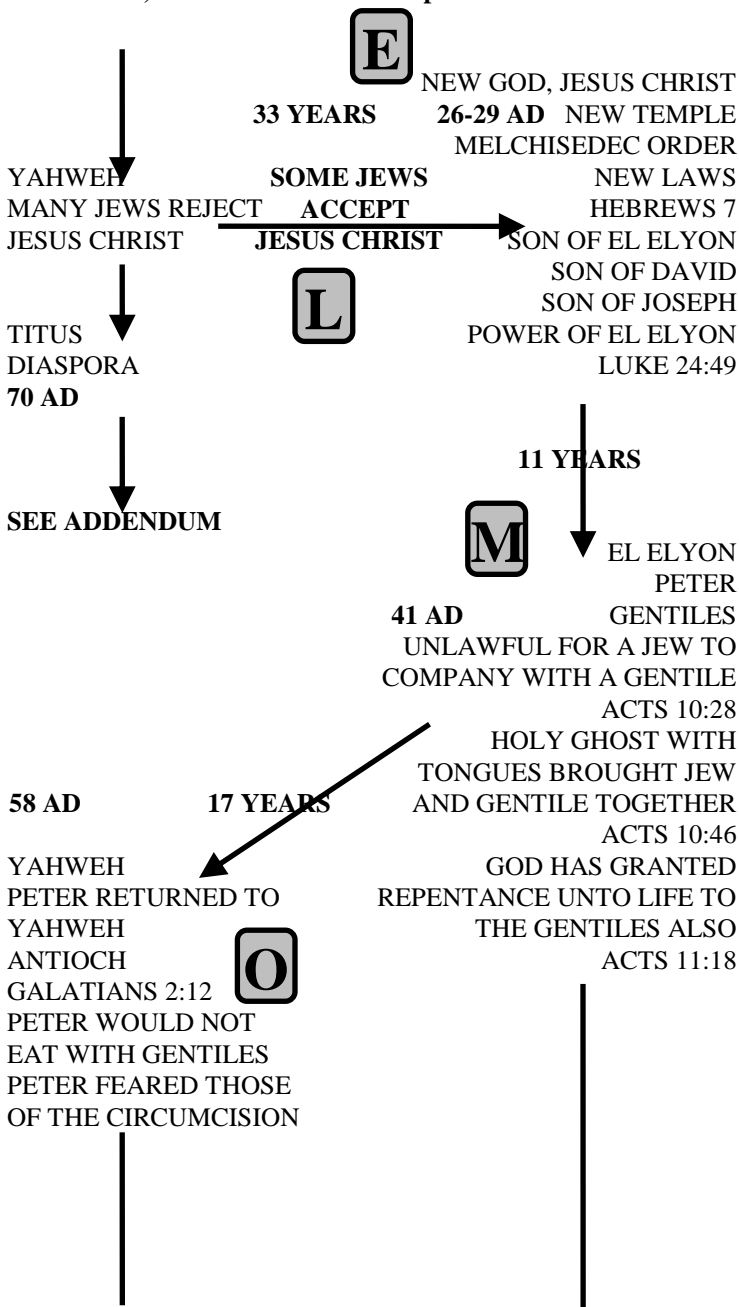 E
NEW GOD, JESUS CHRIST
33 YEARS 26-29 AD NEW TEMPLE
MELCHISEDEC ORDER
YAHWEH SOME JEWS NEW LAWS
MANY JEWS REJECT ACCEPT HEBREWS 7
JESUS CHRIST JESUS CHRIST SON OF EL ELYON
SON OF DAVID
L SON OF JOSEPH
TITUS POWER OF EL ELYON
DIASPORA LUKE 24:49
70 AD
11 YEARS
SEE ADDENDUM
M
EL ELYON
PETER
41 AD GENTILES
UNLAWFUL FOR A JEW TO
COMPANY WITH A GENTILE
ACTS 10:28
HOLY GHOST WITH
TONGUES BROUGHT JEW
58 AD 17 YEARS AND GENTILE TOGETHER
ACTS 10:46
YAHWEH GOD HAS GRANTED
PETER RETURNED TO REPENTANCE UNTO LIFE TO
YAHWEH THE GENTILES ALSO
ANTIOCH O ACTS 11:18
GALATIANS 2:12
PETER WOULD NOT
EAT WITH GENTILES
PETER FEARED THOSE
OF THE CIRCUMCISION